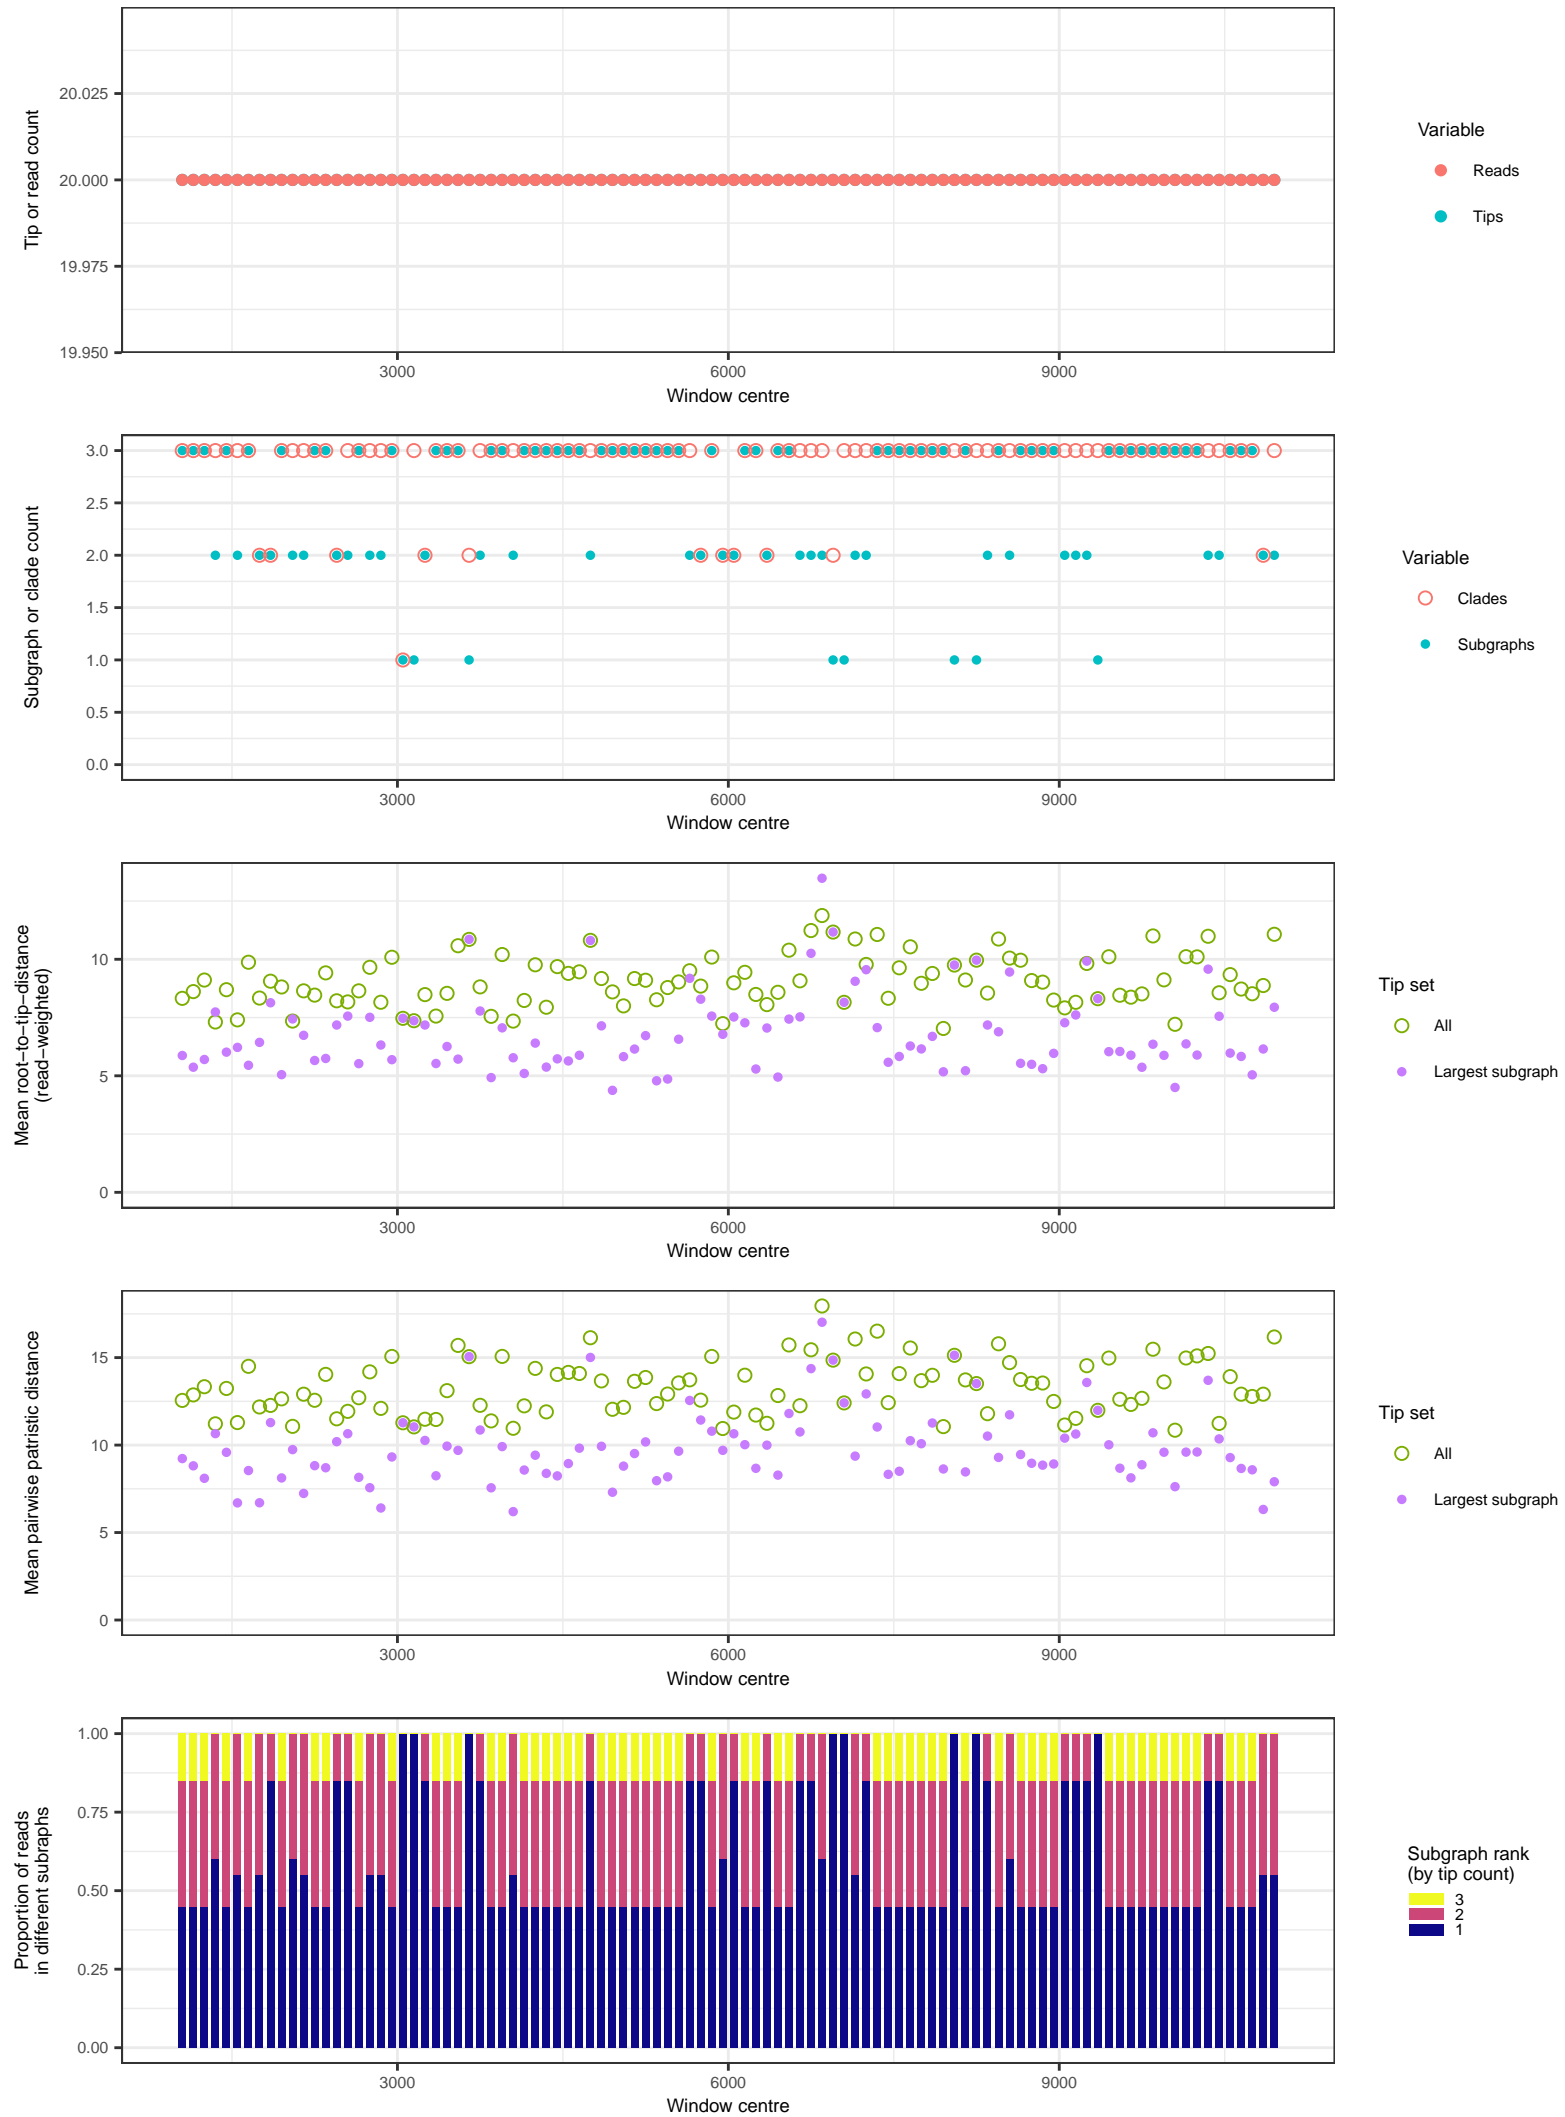 Tip or read count
20.025
20.000
19.975
19.950
3000
6000
9000
Window centre
Variable
Reads
Tips
Subgraph or clade count
3.0
2.5
2.0
1.5
1.0
0.5
0.0
3000
6000
9000
Window centre
Variable
Clades
Subgraphs
Mean root−to−tip−distance
(read−weighted)
10
5
0
3000
6000
9000
Window centre
Tip set
All
Largest subgraph
Mean pairwise patristic distance
15
10
5
0
3000
6000
9000
Window centre
Tip set
All
Largest subgraph
Proportion of reads
in different subraphs
1.00
0.75
0.50
0.25
0.00
3000
6000
9000
Window centre
Subgraph rank
(by tip count)
3
2
1